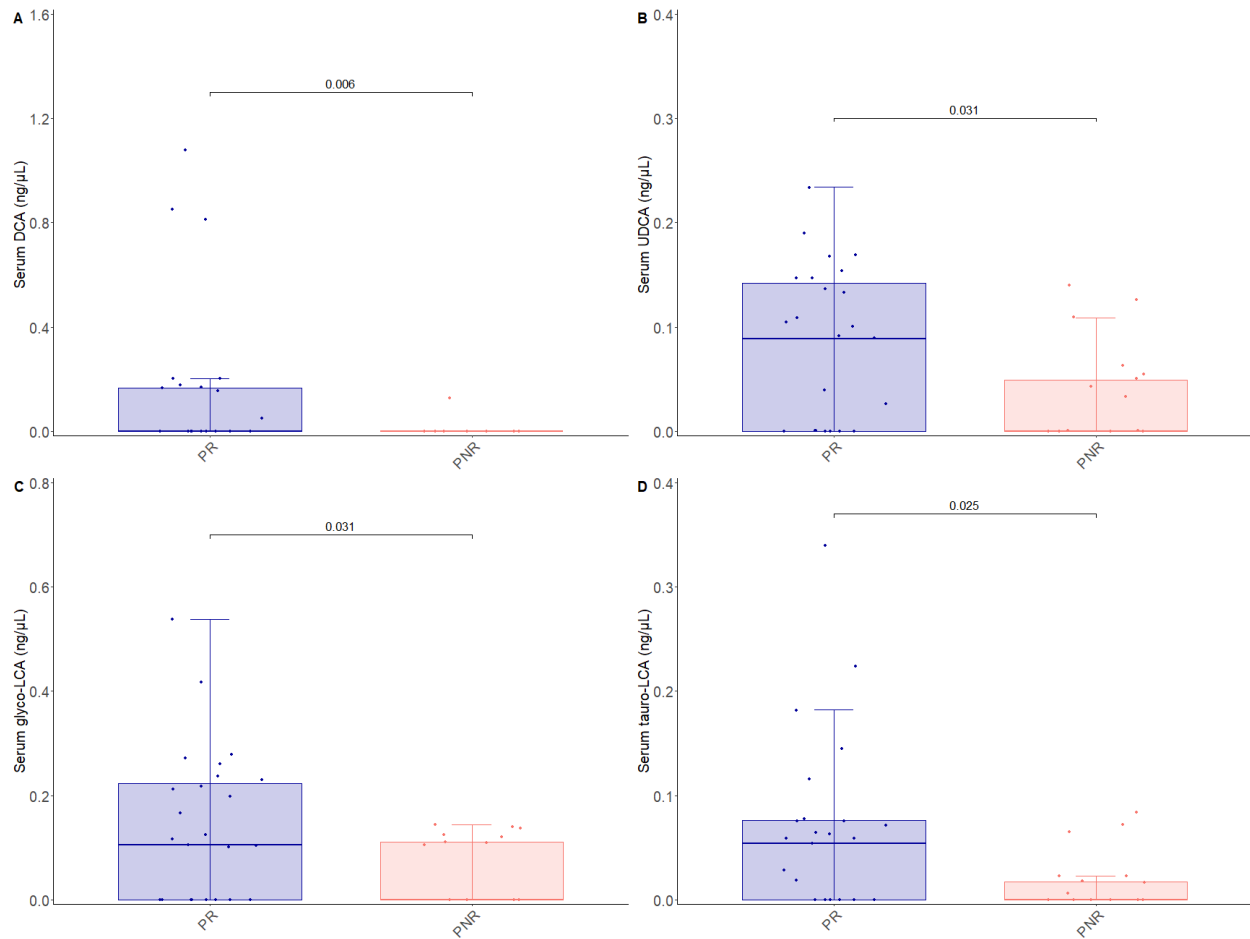 A
Serum DCA (ng/µL)
1.6
1.2
0.8
0.4
0.0
0.006
PR
PNR
B
Serum UDCA (ng/µL)
0.4
0.3
0.2
0.1
0.0
0.031
PR
PNR
C
Serum glyco-LCA (ng/µL)
0.8
0.6
0.4
0.2
0.0
0.031
PR
PNR
D
Serum tauro-LCA (ng/µL)
0.4
0.3
0.2
0.1
0.0
0.025
PR
PNR